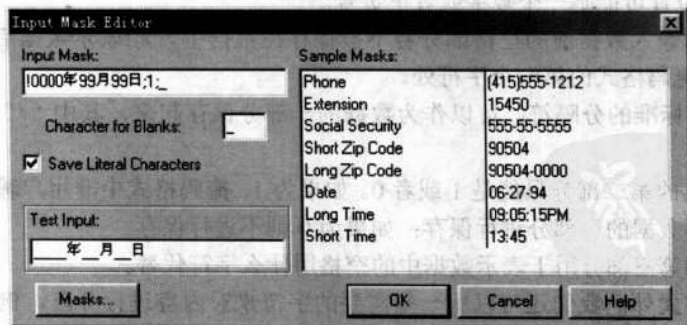 Input Mask Editor
Input Mask:
!0000年99月99日;1;_
Character for Blanks:
_
Save Literal Characters
Test Input:
____年__月__日
Masks...
Sample Masks:
Phone (415)555-1212
Extension 15450
Social Security 555-55-5555
Short Zip Code 90504
Long Zip Code 90504-0000
Date 06-27-94
Long Time 09:05:15PM
Short Time 13:45
OK
Cancel
Help